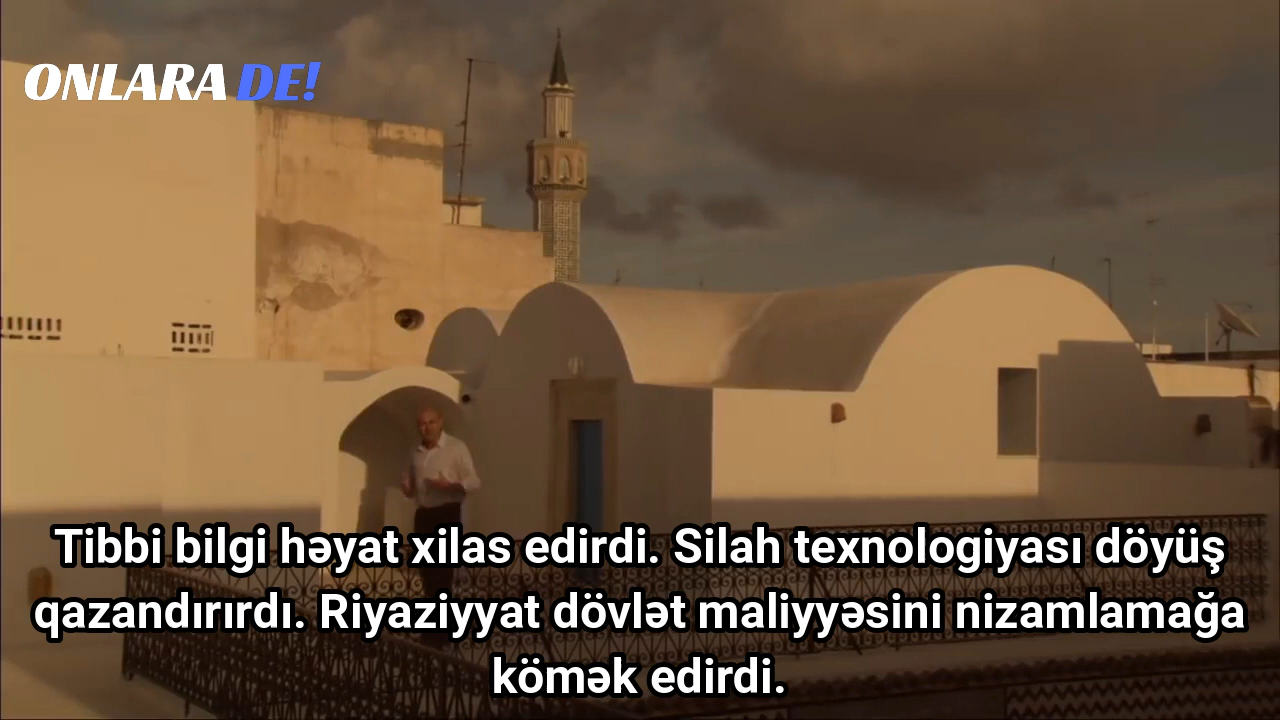 ONLARA DE!
Tibbi bilgi həyat xilas edirdi. Silah texnologiyası döyüş
qazandırırdı. Riyaziyyat dövlət maliyyəsini nizamlamağa
kömək edirdi.